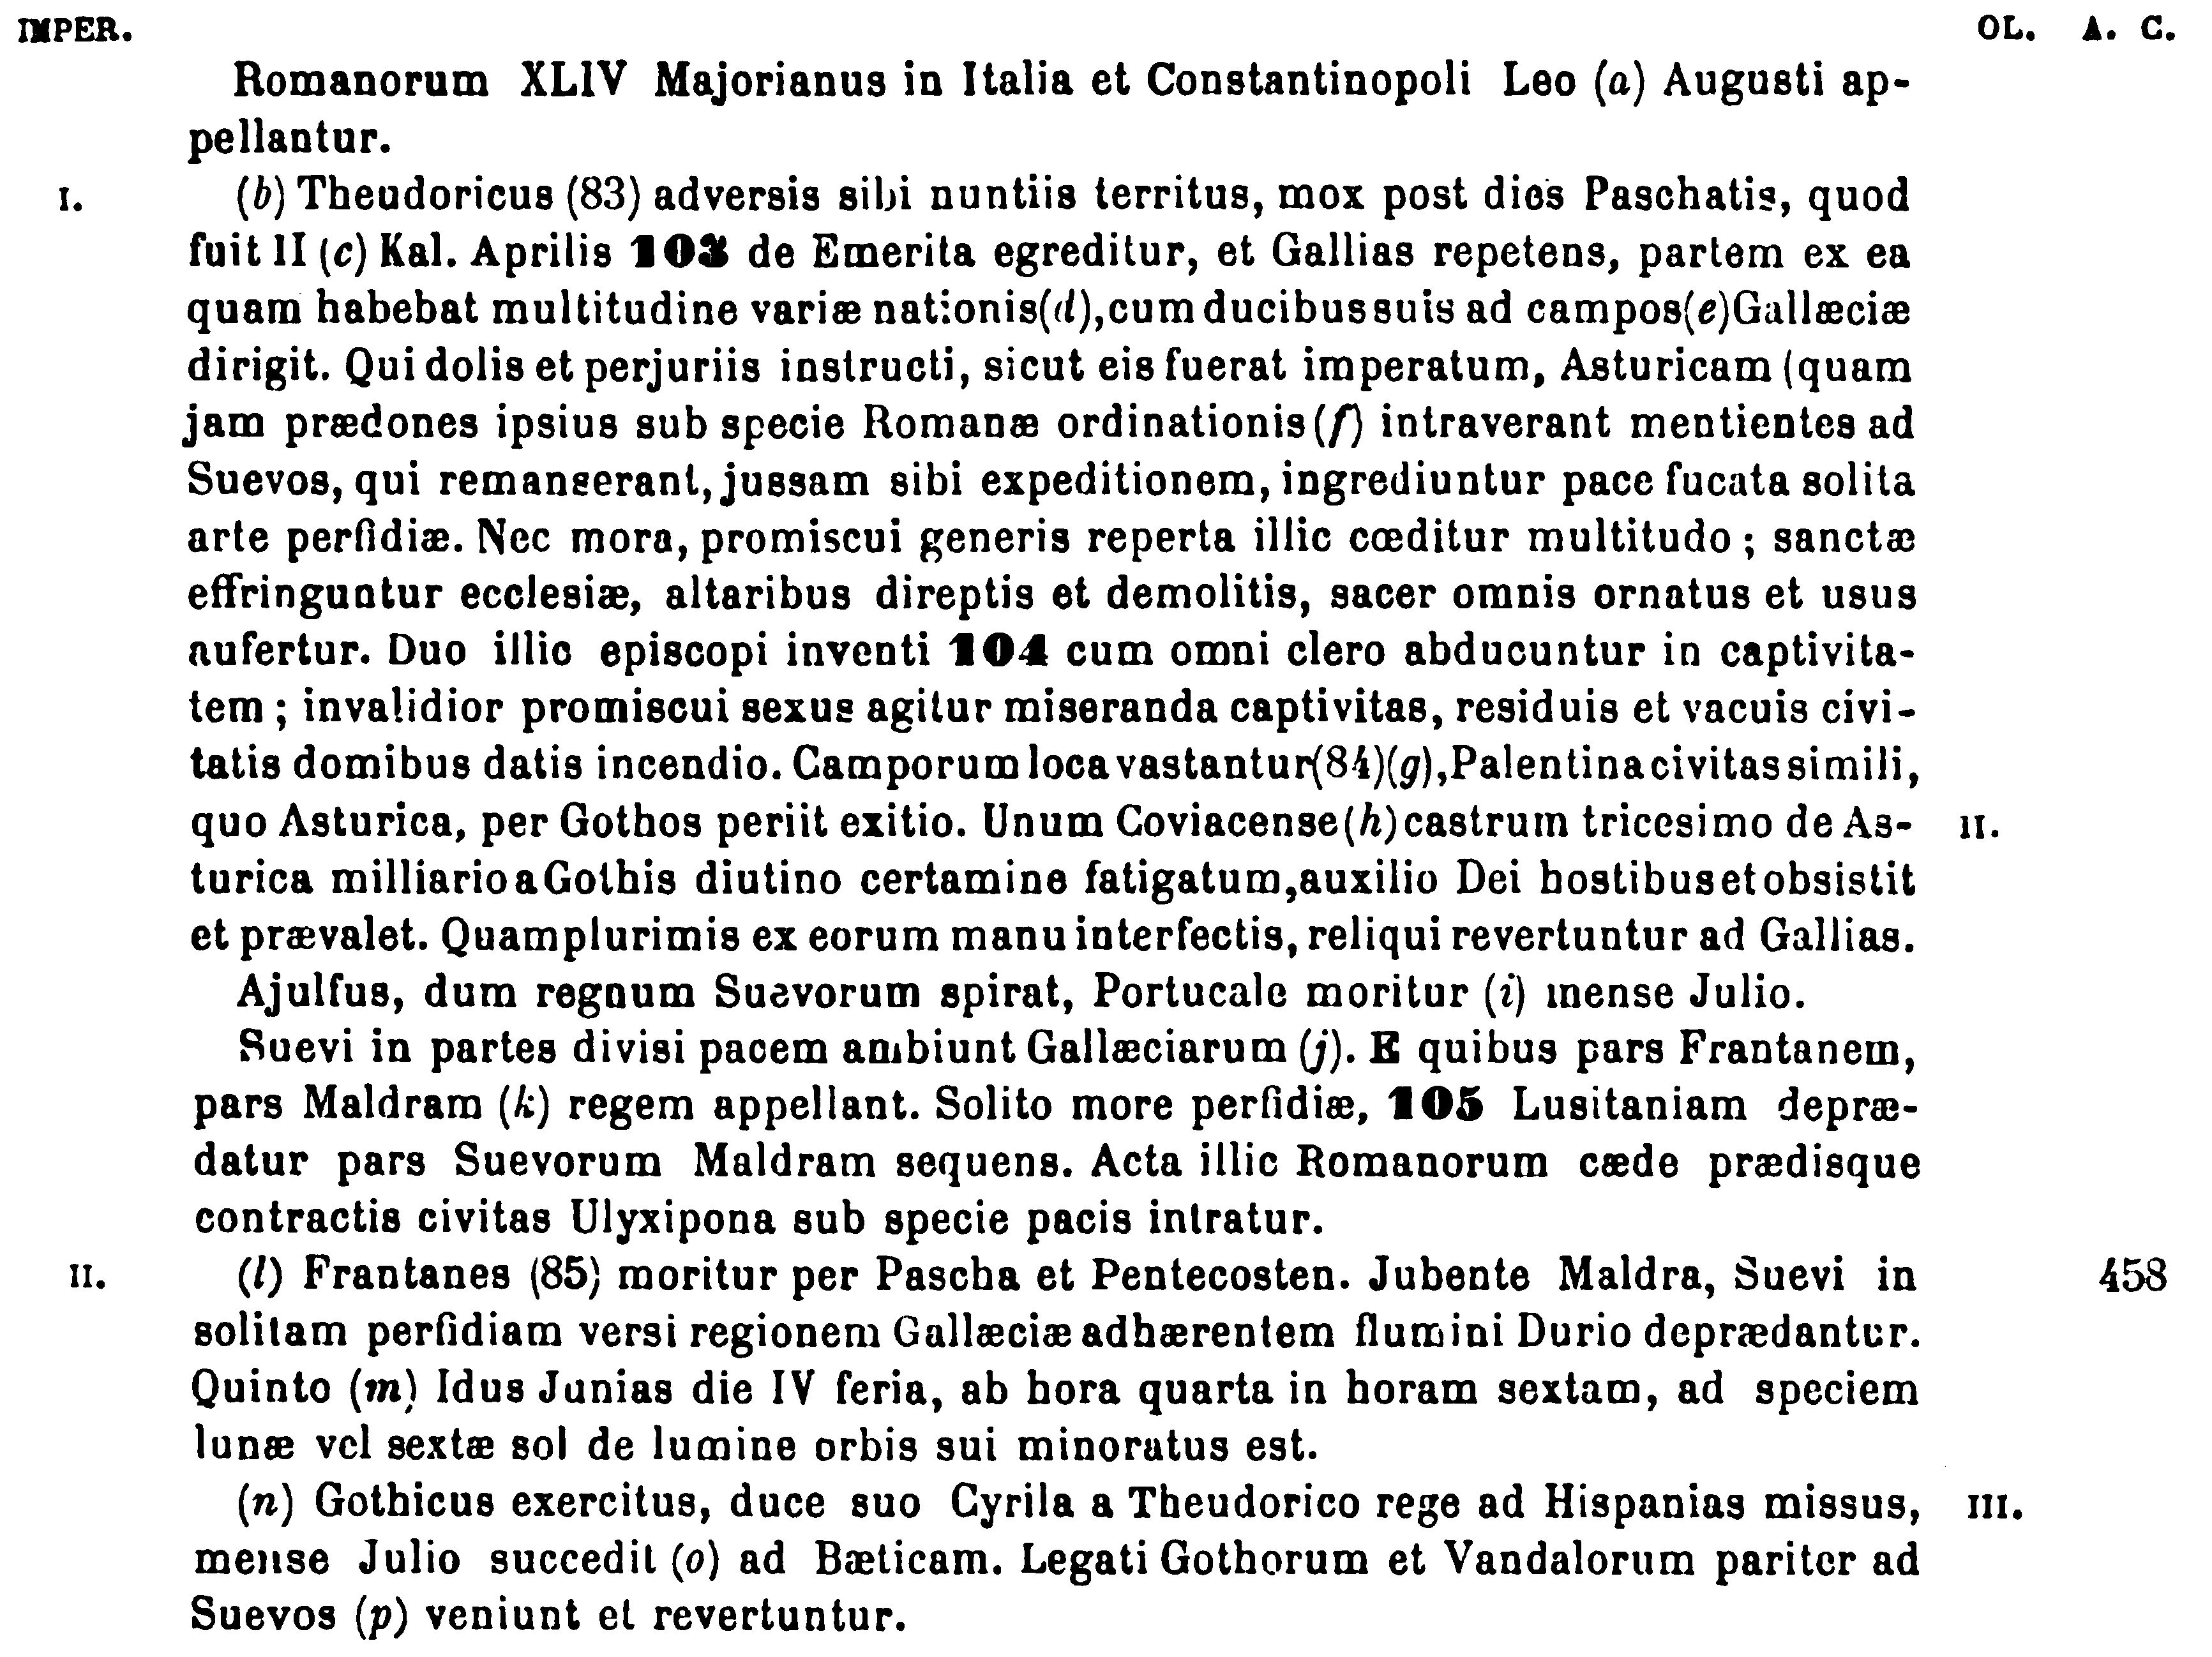 IMPER. OL. A. C.
Romanorum XLIV Majorianus in Italia et Constantinopoli Leo (a) Augusti ap-
pellantur.
I. (b) Theudoricus (83) adversis sibi nuntiis territus, mox post dies Paschatis, quod
fuit II (c) Kal. Aprilis 103 de Emerita egreditur, et Gallias repetens, partem ex ea
quam habebat multitudine variæ nationis(d), cum ducibus suis ad campos(e) Gallæciæ
dirigit. Qui dolis et perjuriis instructi, sicut eis fuerat imperatum, Asturicam (quam
jam prædones ipsius sub specie Romanæ ordinationis (f) intraverant mentientes ad
Suevos, qui remanserant, jussam sibi expeditionem, ingrediuntur pace fucata solita
arte perfidiæ. Nec mora, promiscui generis reperta illic cœditur multitudo; sanctæ
effringuntur ecclesiæ, altaribus direptis et demolitis, sacer omnis ornatus et usus
aufertur. Duo illic episcopi inventi 104 cum omni clero abducuntur in captivita-
tem; invalidior promiscui sexus agitur miseranda captivitas, residuis et vacuis civi-
tatis domibus datis incendio. Camporum loca vastantur(84)(g), Palentina civitas simili,
quo Asturica, per Gothos periit exitio. Unum Coviacense (h) castrum tricesimo de As- II.
turica milliario a Gothis diutino certamine fatigatum, auxilio Dei hostibus et obsistit
et prævalet. Quamplurimis ex eorum manu interfectis, reliqui revertuntur ad Gallias.
Ajulfus, dum regnum Suevorum spirat, Portucale moritur (i) mense Julio.
Suevi in partes divisi pacem ambiunt Gallæciarum (j). E quibus pars Frantanem,
pars Maldram (k) regem appellant. Solito more perfidiæ, 105 Lusitaniam depræ-
datur pars Suevorum Maldram sequens. Acta illic Romanorum cæde prædisque
contractis civitas Ulyxipona sub specie pacis intratur.
II. (l) Frantanes (85) moritur per Pascha et Pentecosten. Jubente Maldra, Suevi in 458
solitam perfidiam versi regionem Gallæciæ adhærentem flumini Durio deprædantur.
Quinto (m) Idus Junias die IV feria, ab hora quarta in horam sextam, ad speciem
lunæ vel sextæ sol de lumine orbis sui minoratus est.
(n) Gothicus exercitus, duce suo Cyrila a Theudorico rege ad Hispanias missus, III.
mense Julio succedit (o) ad Bæticam. Legati Gothorum et Vandalorum pariter ad
Suevos (p) veniunt et revertuntur.